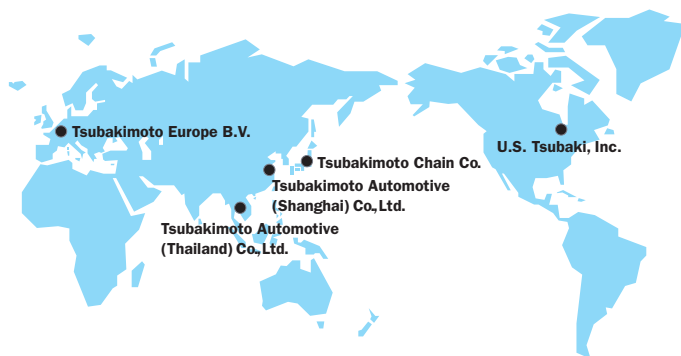 Tsubakimoto Europe B.V.
U.S. Tsubaki, Inc.
Tsubakimoto Chain Co.
Tsubakimoto Automotive
(Shanghai) Co.,Ltd.
Tsubakimoto Automotive
(Thailand) Co.,Ltd.